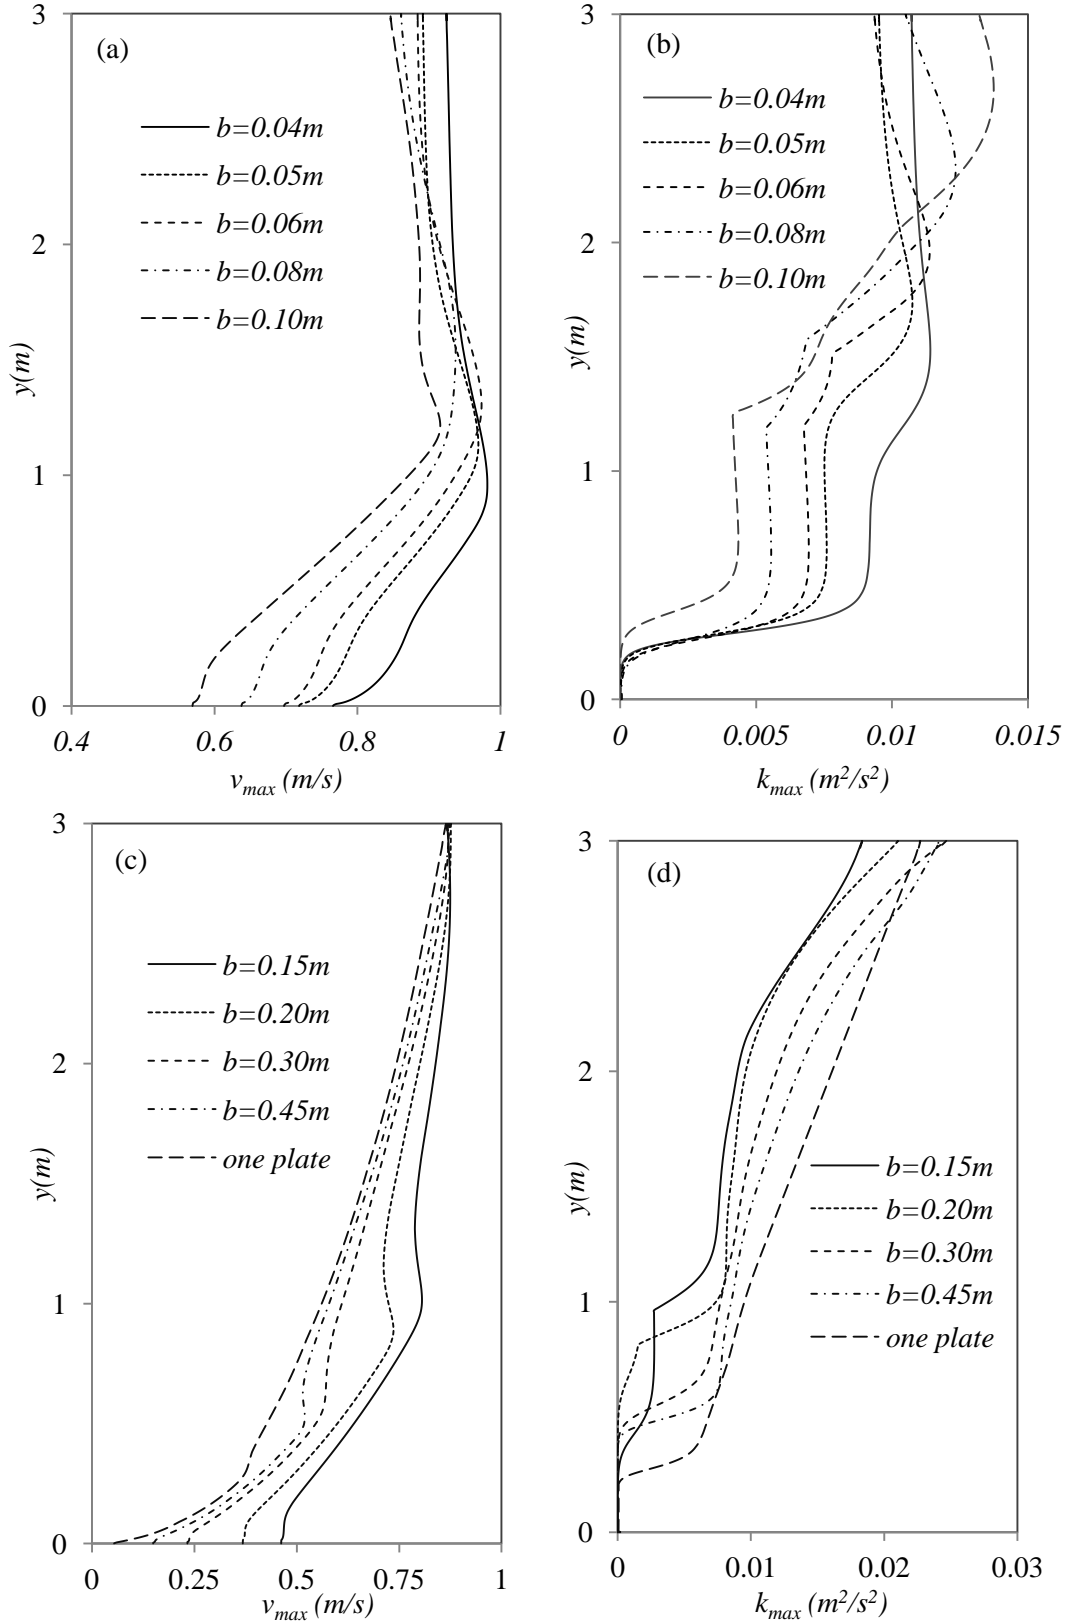 (a)
3
2
1
0
y(m)
b=0.04m
b=0.05m
b=0.06m
b=0.08m
b=0.10m
0.4
0.6
0.8
1
vmax (m/s)
(b)
3
2
1
0
y(m)
b=0.04m
b=0.05m
b=0.06m
b=0.08m
b=0.10m
0
0.005
0.01
0.015
kmax (m²/s²)
(c)
3
2
1
0
y(m)
b=0.15m
b=0.20m
b=0.30m
b=0.45m
one plate
0
0.25
0.5
0.75
1
vmax (m/s)
(d)
3
2
1
0
y(m)
b=0.15m
b=0.20m
b=0.30m
b=0.45m
one plate
0
0.01
0.02
0.03
kmax (m²/s²)